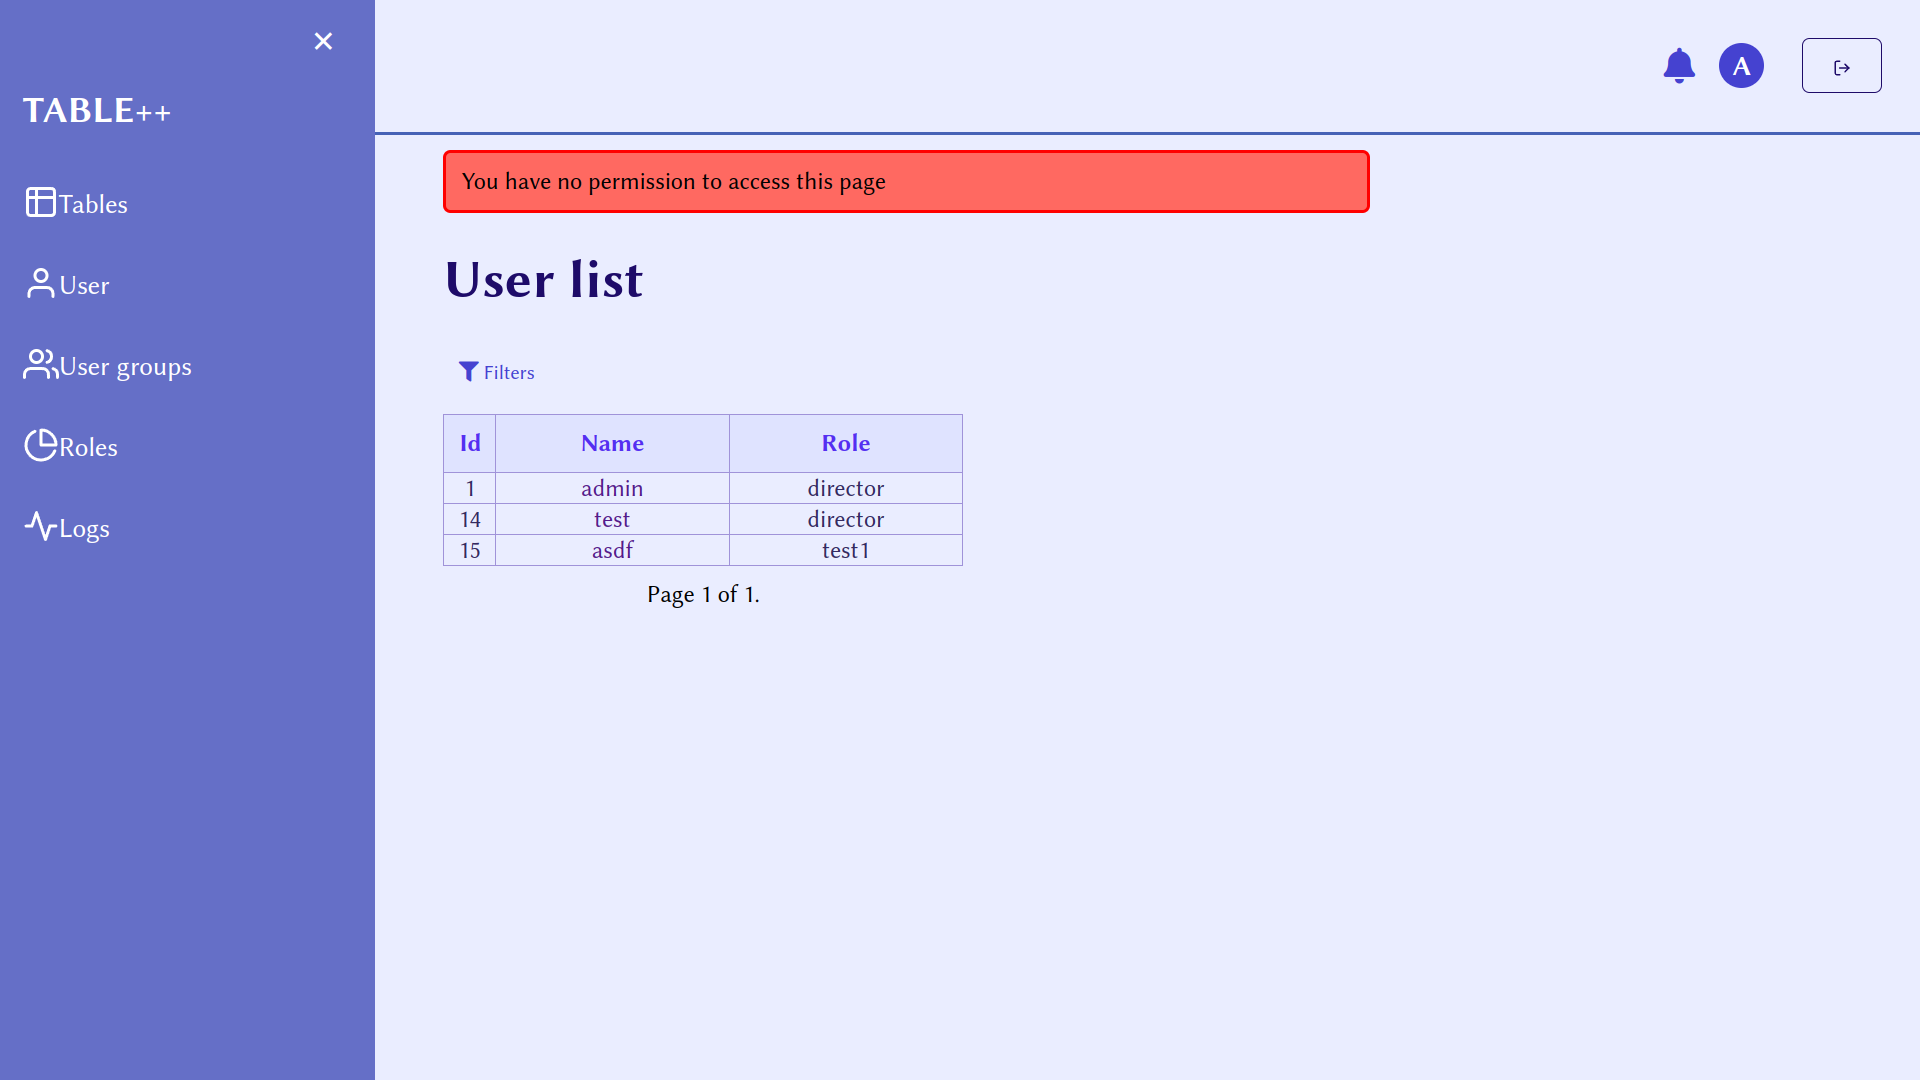 TABLE++
Tables
User
User groups
Roles
Logs
A
You have no permission to access this page
User list
Filters
Id Name Role
1 admin director
14 test director
15 asdf test1
Page 1 of 1.